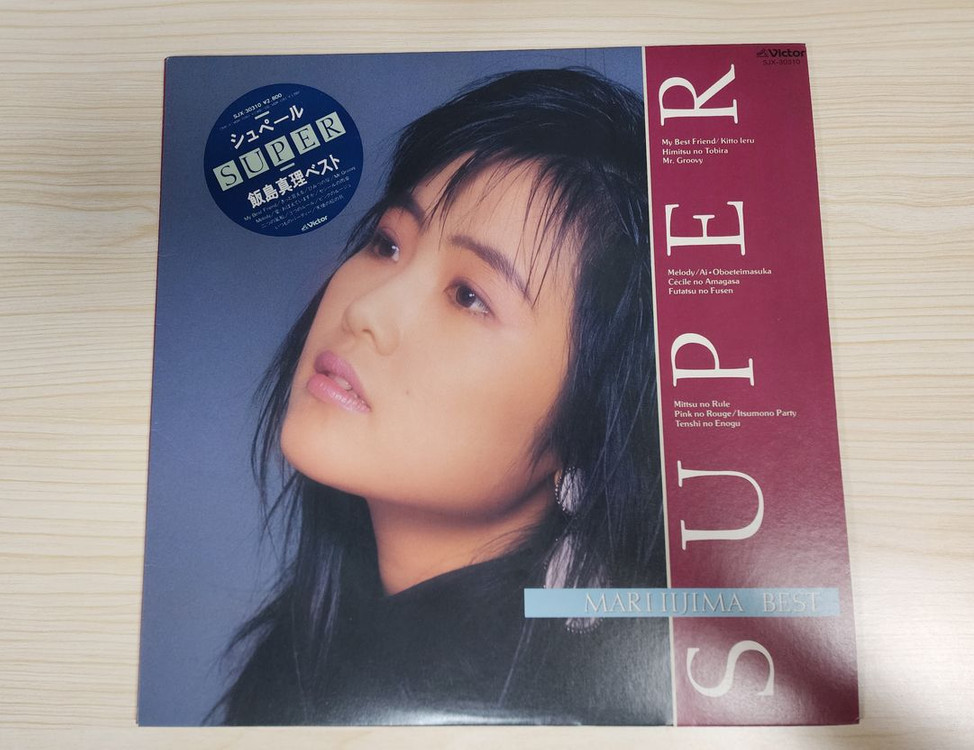 SJX-30310 ¥2,800
シュペール
SUPER
飯島真理ベスト
Victor
Victor
SJX-30310
SUPER
My Best Friend/Kitto Ieru
Himitsu no Tobira
Mr. Groovy
Melody/Ai•Oboeteimasuka
Cécile no Amagasa
Futatsu no Fusen
Mittsu no Rule
Pink no Rouge/Itsumono Party
Tenshi no Enogu
MARI IIJIMA BEST